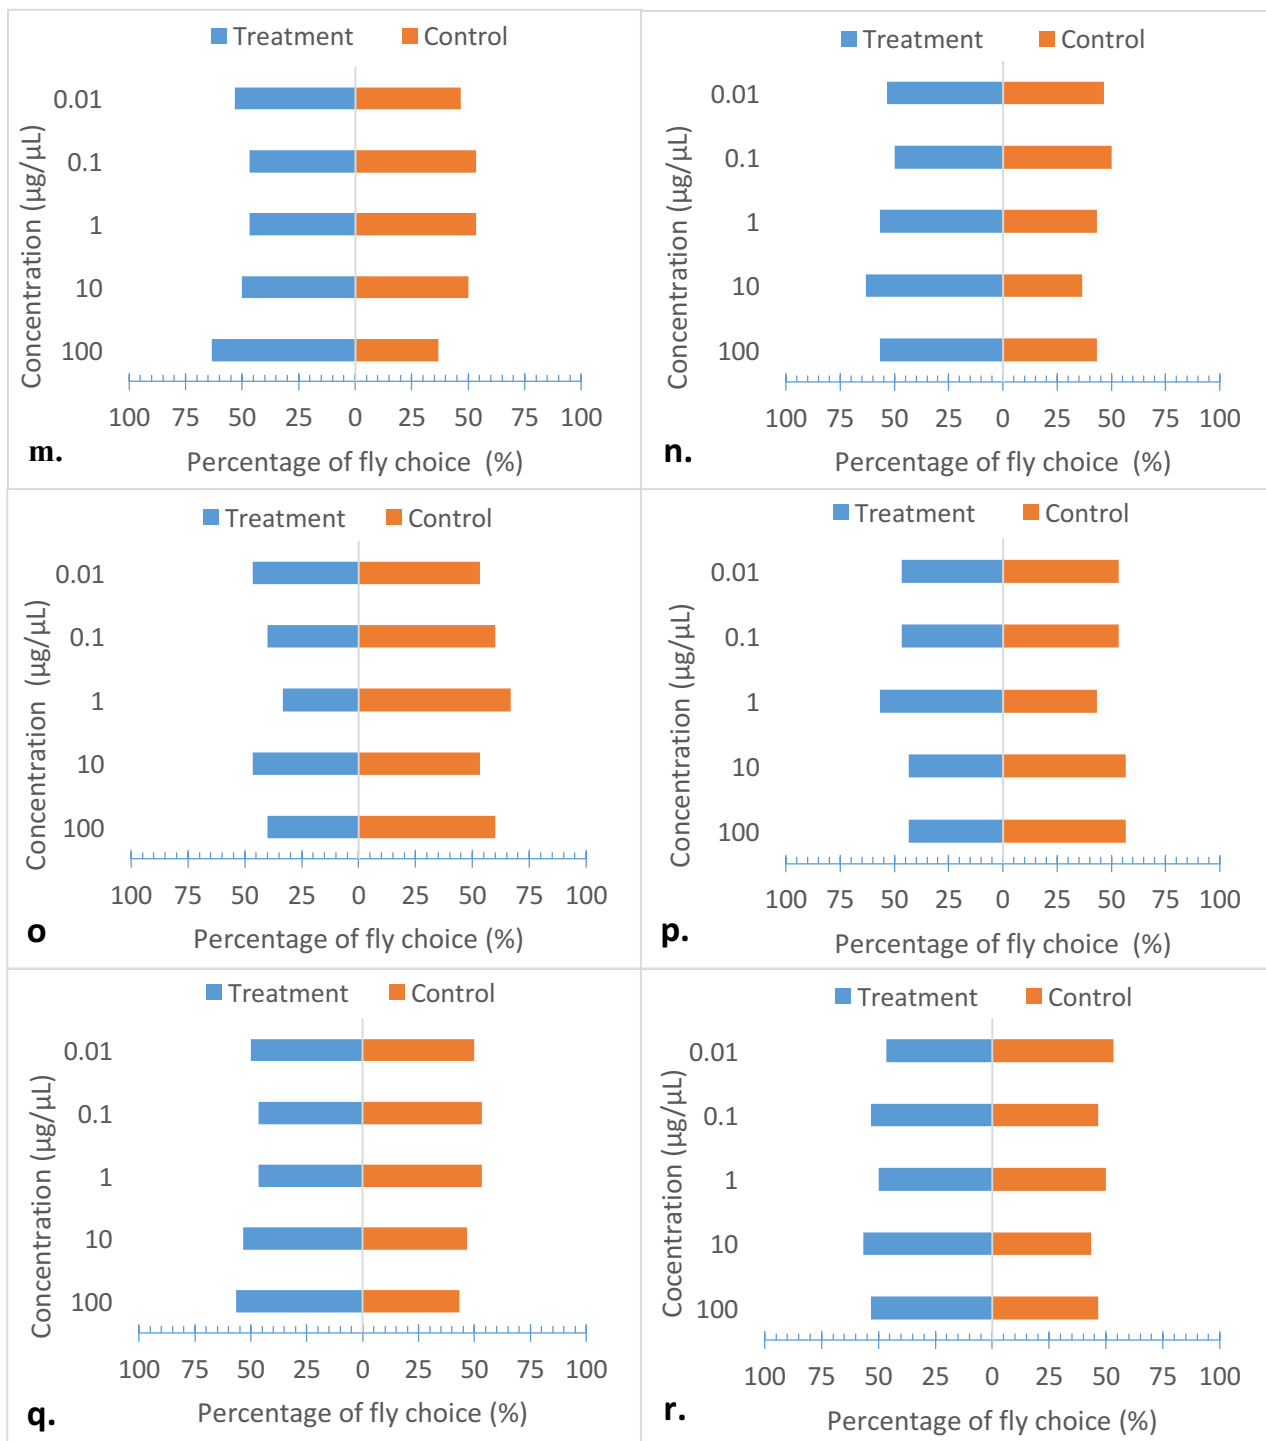 Treatment Control
Concentration (µg/µL)
0.01
0.1
1
10
100
100 75 50 25 0 25 50 75 100
m.
Percentage of fly choice (%)
Treatment Control
Concentration (µg/µL)
0.01
0.1
1
10
100
100 75 50 25 0 25 50 75 100
n.
Percentage of fly choice (%)
Treatment Control
Concentration (µg/µL)
0.01
0.1
1
10
100
100 75 50 25 0 25 50 75 100
o
Percentage of fly choice (%)
Treatment Control
Concentration (µg/µL)
0.01
0.1
1
10
100
100 75 50 25 0 25 50 75 100
p.
Percentage of fly choice (%)
Treatment Control
Concentration (µg/µL)
0.01
0.1
1
10
100
100 75 50 25 0 25 50 75 100
q.
Percentage of fly choice (%)
Treatment Control
Cocentration (µg/µL)
0.01
0.1
1
10
100
100 75 50 25 0 25 50 75 100
r.
Percentage of fly choice (%)